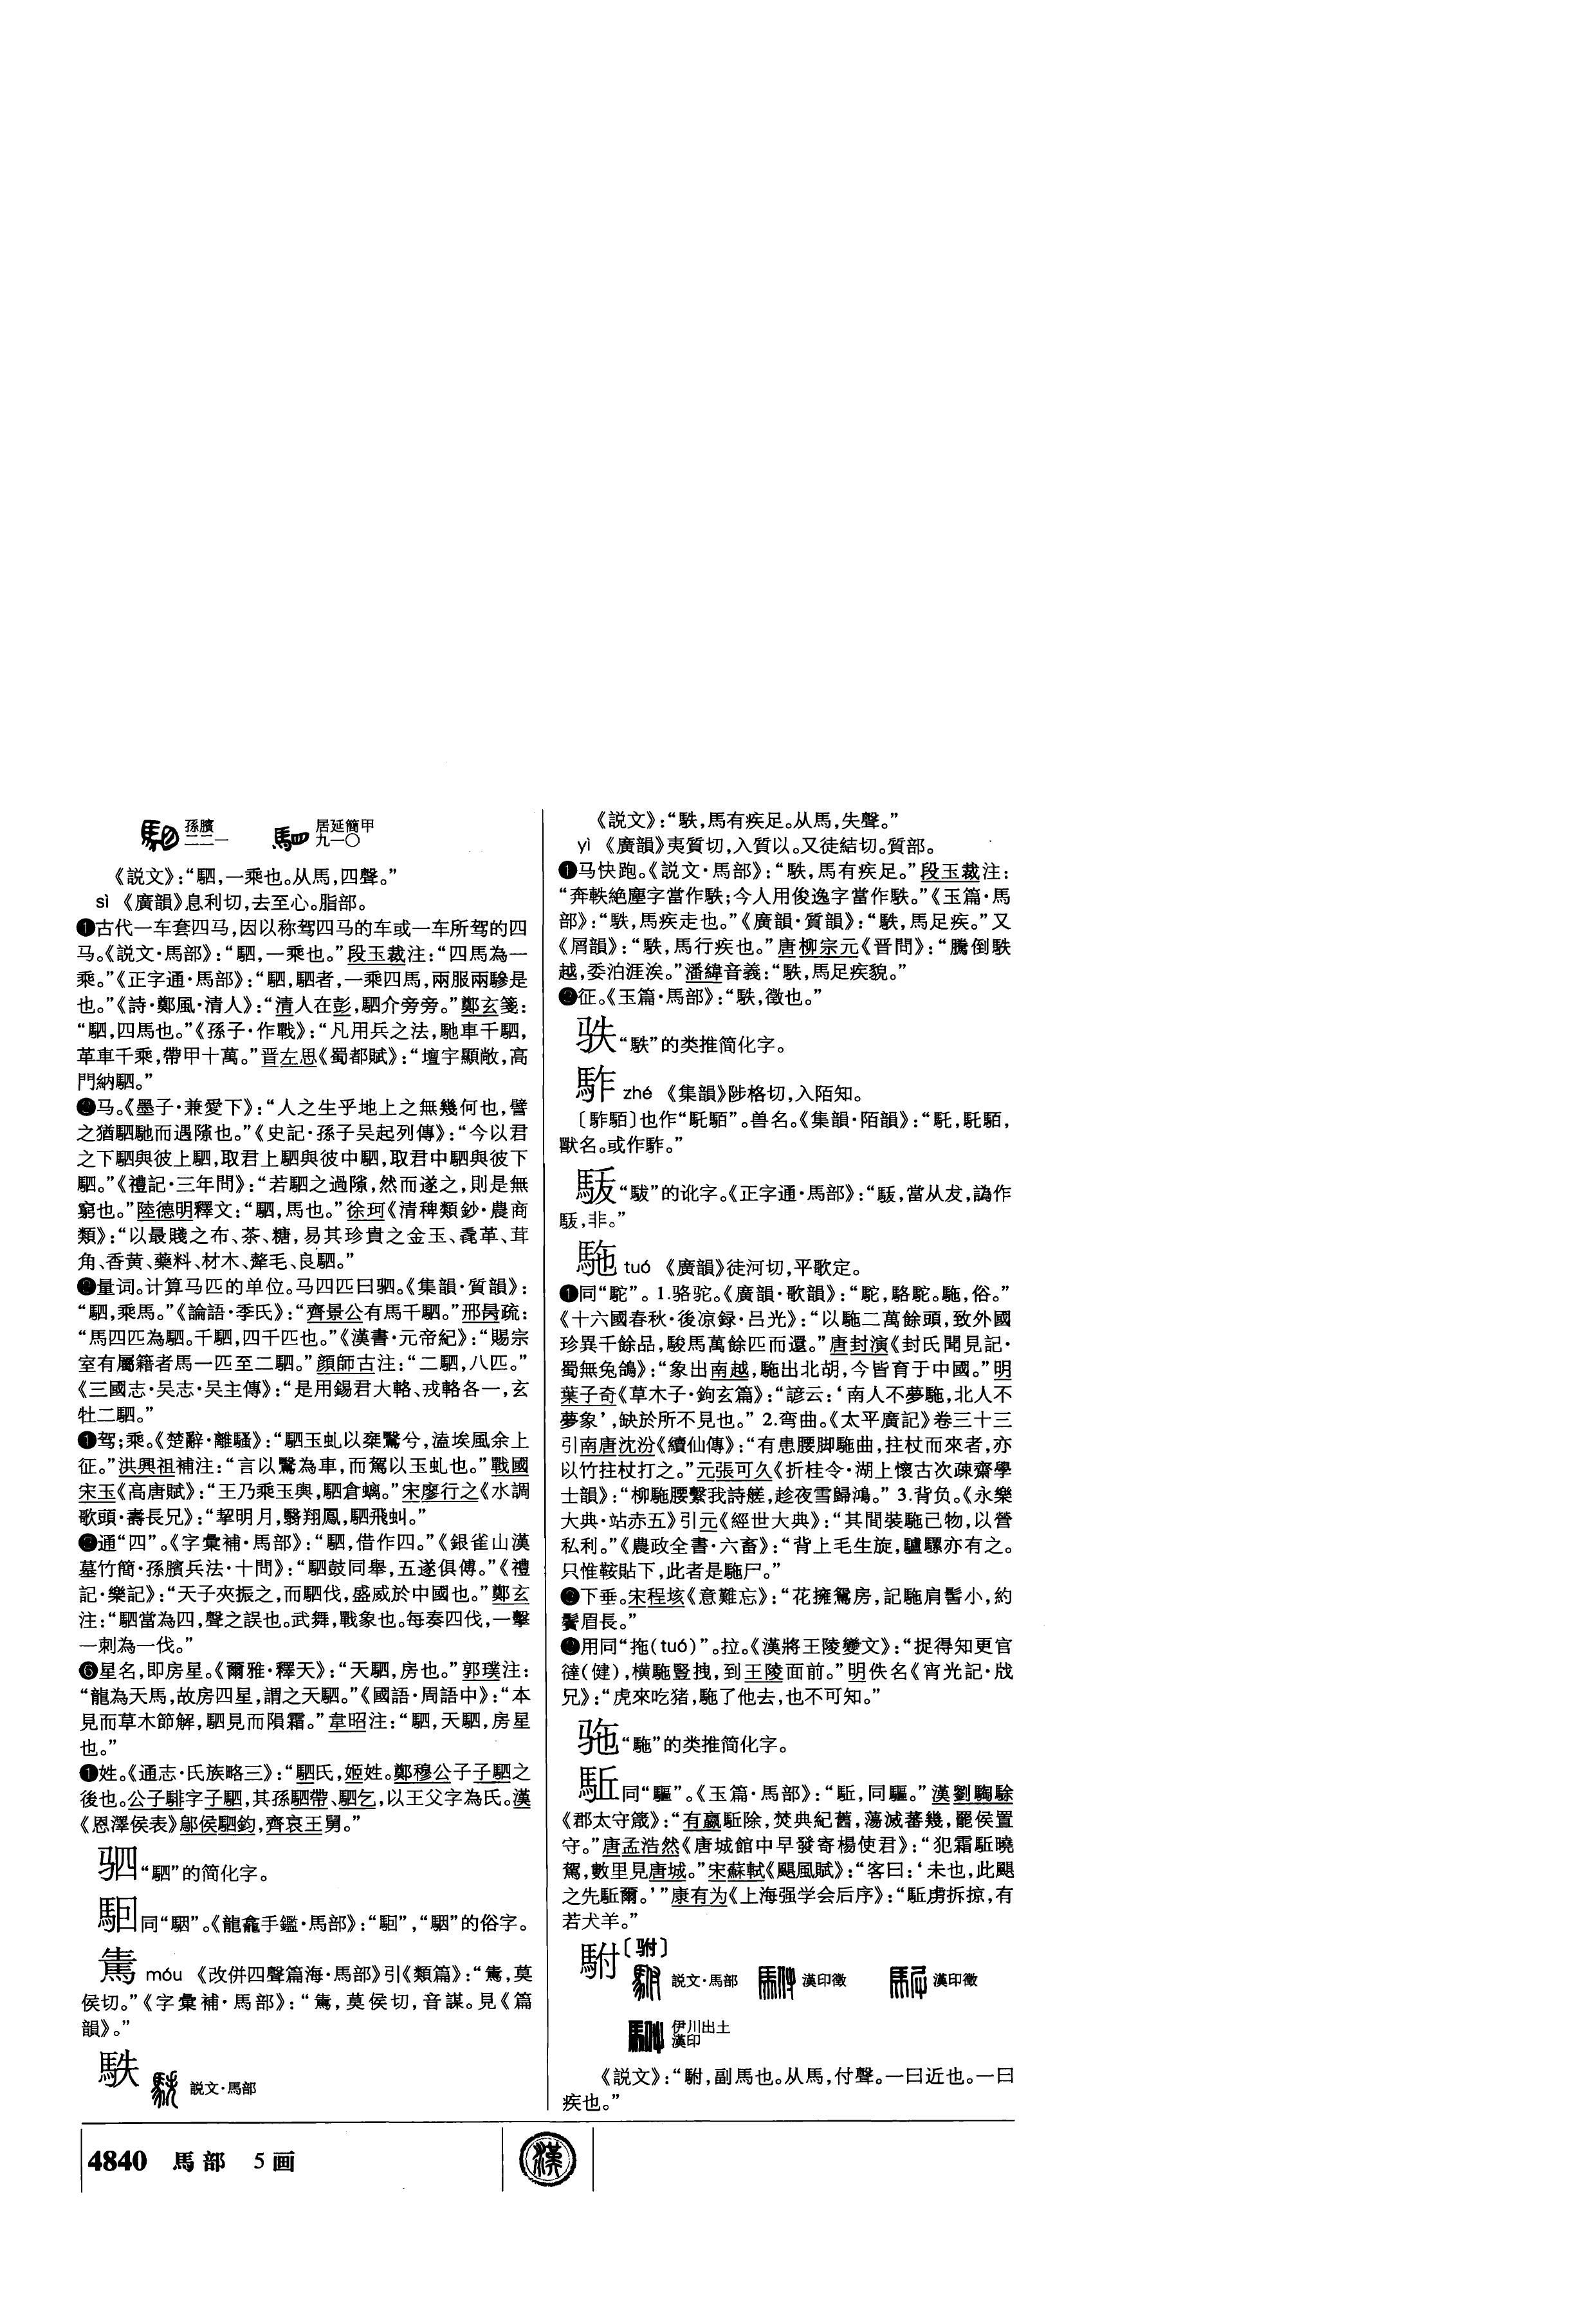 孫臏
二二一
居延簡甲
九一〇
《説文》：“駟，一乘也。从馬，四聲。”
sì 《廣韻》息利切，去至心。脂部。
❶古代一车套四马，因以称驾四马的车或一车所驾的四
马。《説文·馬部》：“駟，一乘也。”段玉裁注：“四馬為一
乘。”《正字通·馬部》：“駟，駟者，一乘四馬，兩服兩驂是
也。”《詩·鄭風·清人》：“清人在彭，駟介旁旁。”鄭玄箋：
“駟，四馬也。”《孫子·作戰》：“凡用兵之法，馳車千駟，
革車千乘，帶甲十萬。”晋左思《蜀都賦》：“壇宇顯敞，高
門納駟。”
❷马。《墨子·兼愛下》：“人之生乎地上之無幾何也，譬
之猶駟馳而遇隙也。”《史記·孫子吴起列傳》：“今以君
之下駟與彼上駟，取君上駟與彼中駟，取君中駟與彼下
駟。”《禮記·三年問》：“若駟之過隙，然而遂之，則是無
窮也。”陸德明釋文：“駟，馬也。”徐珂《清稗類鈔·農商
類》：“以最賤之布、茶、糖，易其珍貴之金玉、毳革、茸
角、香黄、藥料、材木、犛毛、良駟。”
❸量词。计算马匹的单位。马四匹曰驷。《集韻·質韻》：
“駟，乘馬。”《論語·季氏》：“齊景公有馬千駟。”邢昺疏：
“馬四匹為駟。千駟，四千匹也。”《漢書·元帝紀》：“賜宗
室有屬籍者馬一匹至二駟。”顔師古注：“二駟，八匹。”
《三國志·吴志·吴主傳》：“是用錫君大輅、戎輅各一，玄
牡二駟。”
❶驾；乘。《楚辭·離騷》：“駟玉虬以椉鷖兮，溘埃風余上
征。”洪興祖補注：“言以鷖為車，而駕以玉虬也。”戰國
宋玉《高唐賦》：“王乃乘玉輿，駟倉螭。”宋廖行之《水調
歌頭·壽長兄》：“挈明月，翳翔鳳，駟飛虯。”
❷通“四”。《字彙補·馬部》：“駟，借作四。”《銀雀山漢
墓竹簡·孫臏兵法·十問》：“駟鼓同舉，五遂俱傅。”《禮
記·樂記》：“天子夾振之，而駟伐，盛威於中國也。”鄭玄
注：“駟當為四，聲之誤也。武舞，戰象也。每奏四伐，一擊
一刺為一伐。”
❻星名，即房星。《爾雅·釋天》：“天駟，房也。”郭璞注：
“龍為天馬，故房四星，謂之天駟。”《國語·周語中》：“本
見而草木節解，駟見而隕霜。”韋昭注：“駟，天駟，房星
也。”
❶姓。《通志·氏族略三》：“駟氏，姬姓。鄭穆公子子駟之
後也。公子騑字子駟，其孫駟帶、駟乞，以王父字為氏。漢
《恩澤侯表》鄔侯駟鈞，齊哀王舅。”
驷“駟”的简化字。
䭹同“駰”。《龍龕手鑑·馬部》：“䭹”，“駰”的俗字。
móu 《改併四聲篇海·馬部》引《類篇》：“，莫
侯切。”《字彙補·馬部》：“，莫侯切，音謀。見《篇
韻》。”
駃 説文·馬部
《説文》：“駃，馬有疾足。从馬，失聲。”
yì 《廣韻》夷質切，入質以。又徒結切。質部。
❶马快跑。《説文·馬部》：“駃，馬有疾足。”段玉裁注：
“奔軼絶塵字當作駃；今人用俊逸字當作駃。”《玉篇·馬
部》：“駃，馬疾走也。”《廣韻·質韻》：“駃，馬足疾。”又
《屑韻》：“駃，馬行疾也。”唐柳宗元《晋問》：“騰倒駃
越，委泊涯涘。”潘緯音義：“駃，馬足疾貌。”
❷征。《玉篇·馬部》：“駃，徵也。”
“駃”的类推简化字。
zhé 《集韻》陟格切，入陌知。
〔䮘〕也作“馲䮘”。兽名。《集韻·陌韻》：“馲，馲䮘，
獸名。或作。”
“䮂”的讹字。《正字通·馬部》：“，當从犮，譌作
，非。”
駞 tuó 《廣韻》徒河切，平歌定。
❶同“駝”。1.骆驼。《廣韻·歌韻》：“駝，駱駝。駞，俗。”
《十六國春秋·後凉録·吕光》：“以駞二萬餘頭，致外國
珍異千餘品，駿馬萬餘匹而還。”唐封演《封氏聞見記·
蜀無兔鴿》：“象出南越，駞出北胡，今皆育于中國。”明
葉子奇《草木子·鉤玄篇》：“諺云：‘南人不夢駞，北人不
夢象’，缺於所不見也。” 2.弯曲。《太平廣記》卷三十三
引南唐沈汾《續仙傳》：“有患腰脚駞曲，拄杖而來者，亦
以竹拄杖打之。”元張可久《折桂令·湖上懷古次疎齋學
士韻》：“柳駞腰繫我詩艖，趁夜雪歸鴻。” 3.背负。《永樂
大典·站赤五》引元《經世大典》：“其間裝駞己物，以營
私利。”《農政全書·六畜》：“背上毛生旋，驢騾亦有之。
只惟鞍貼下，此者是駞尸。”
❷下垂。宋程垓《意難忘》：“花擁鴛房，記駞肩髻小，約
鬢眉長。”
❸用同“拖(tuó)”。拉。《漢將王陵變文》：“捉得知更官
健(健)，横駞豎拽，到王陵面前。”明佚名《宵光記·戕
兄》：“虎來吃猪，駞了他去，也不可知。”
“駞”的类推简化字。
駈同“驅”。《玉篇·馬部》：“駈，同驅。”漢劉騊駼
《郡太守箴》：“有嬴駈除，焚典紀舊，蕩滅蕃幾，罷侯置
守。”唐孟浩然《唐城館中早發寄楊使君》：“犯霜駈曉
駕，數里見唐城。”宋蘇軾《颶風賦》：“客曰：‘未也，此颶
之先駈爾。’”康有为《上海强学会后序》：“駈虏拆掠，有
若犬羊。”
駙〔驸〕
説文·馬部 漢印徵 漢印徵
伊川出土
漢印
《説文》：“駙，副馬也。从馬，付聲。一曰近也。一曰
疾也。”
4840 馬部 5画
漢